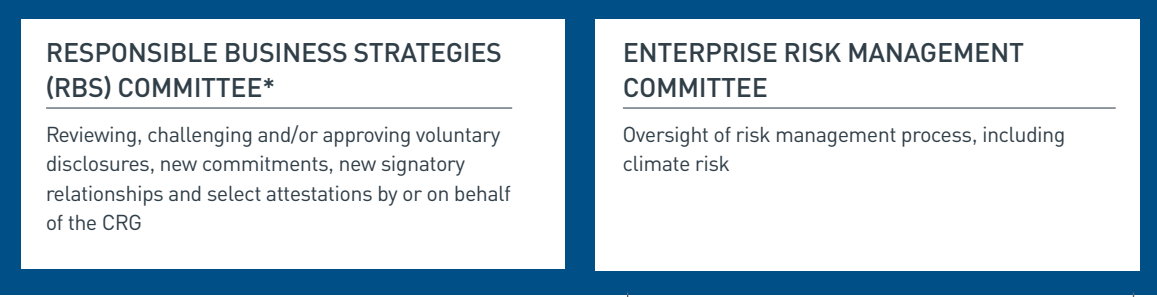 RESPONSIBLE BUSINESS STRATEGIES
(RBS) COMMITTEE*
Reviewing, challenging and/or approving voluntary
disclosures, new commitments, new signatory
relationships and select attestations by or on behalf
of the CRG
ENTERPRISE RISK MANAGEMENT
COMMITTEE
Oversight of risk management process, including
climate risk